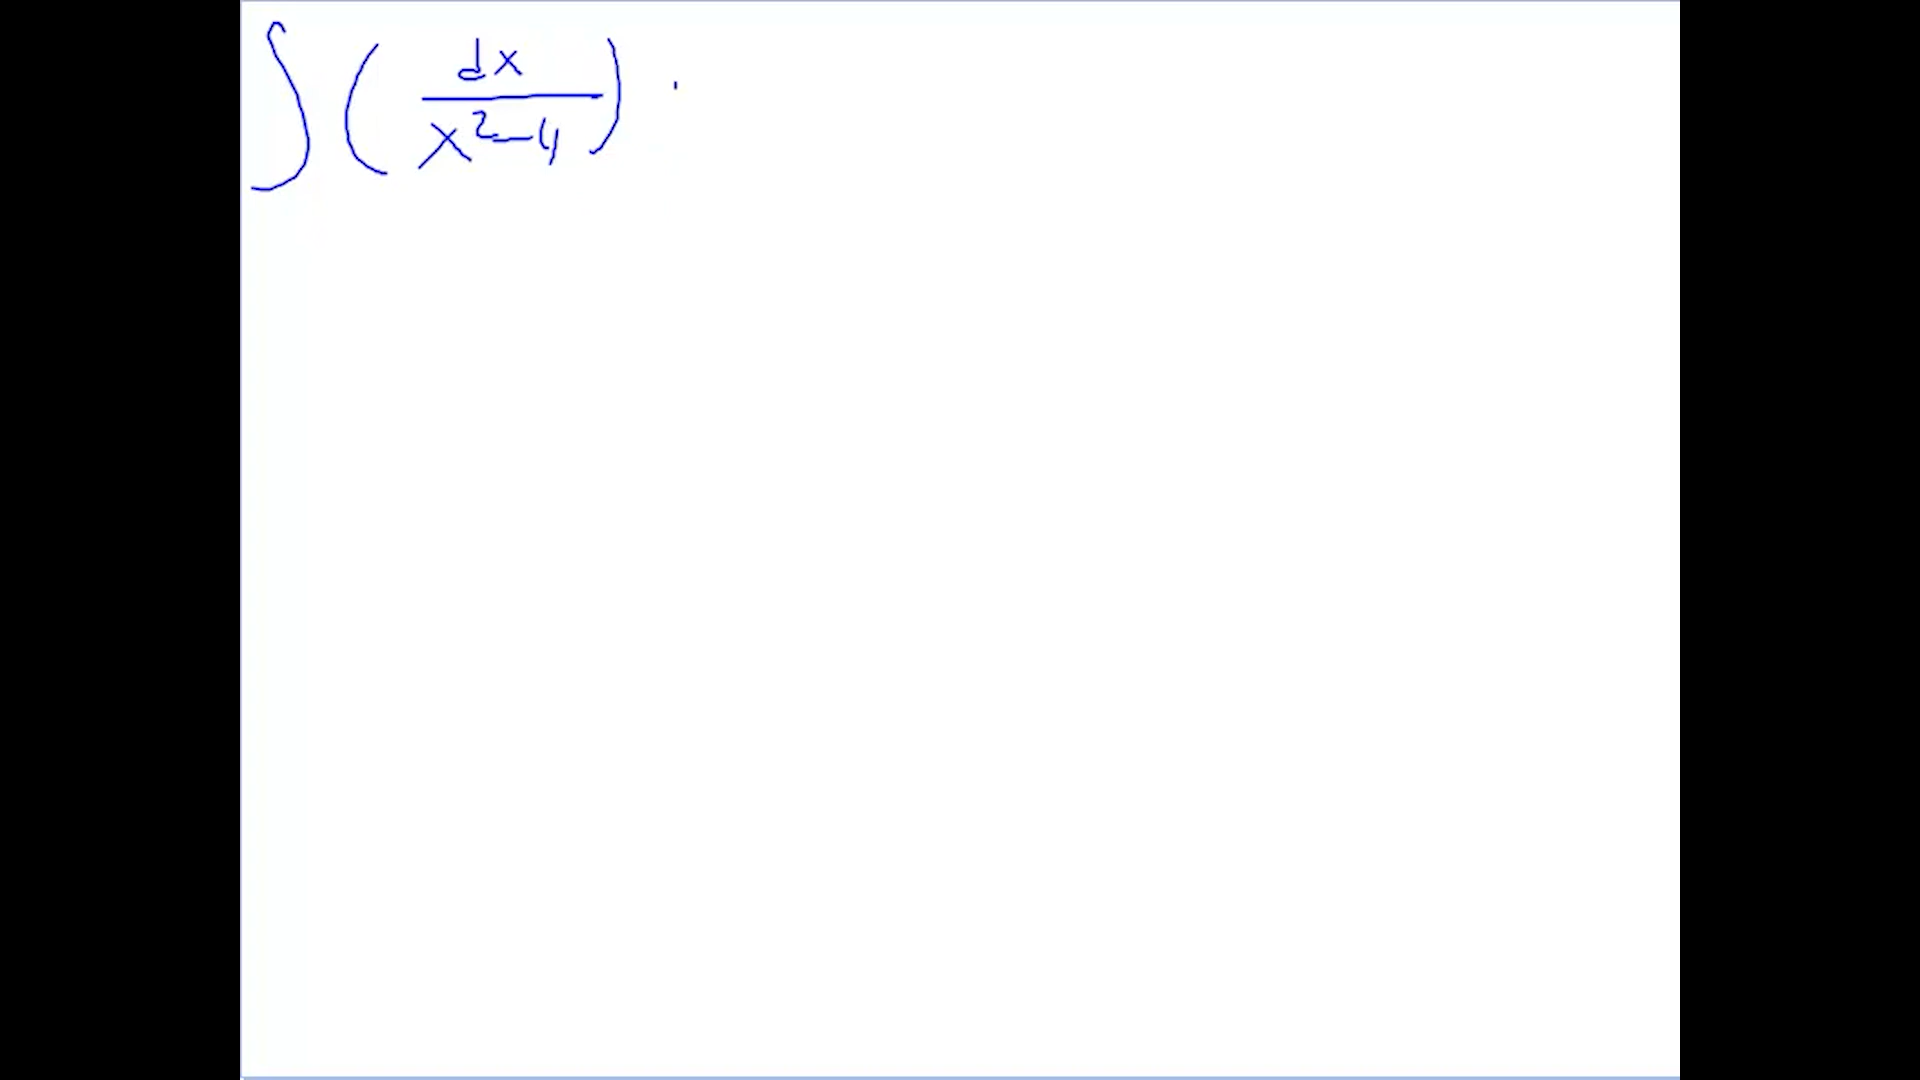 ∫ ( dx / x²-4 )